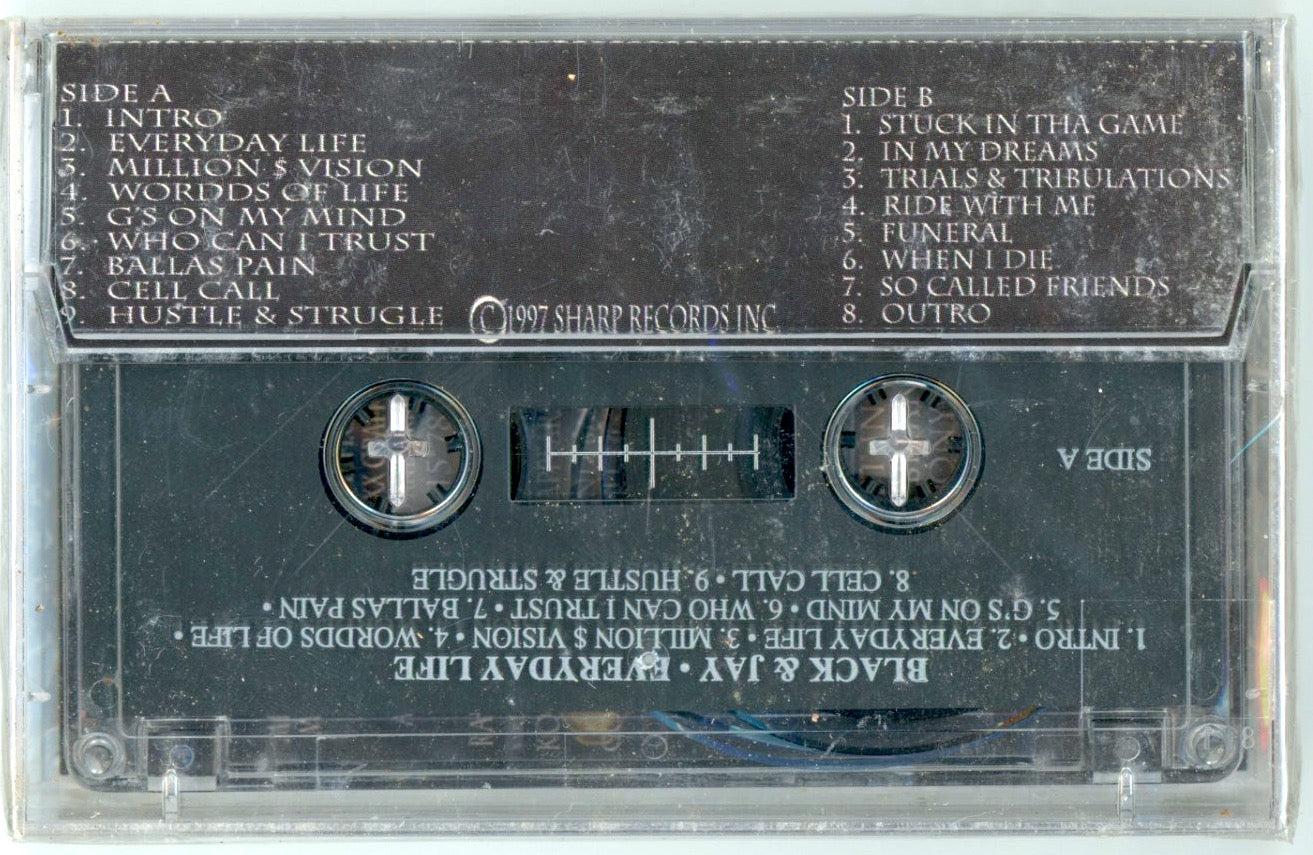 SIDE A
1. INTRO
2. EVERYDAY LIFE
3. MILLION $ VISION
4. WORDDS OF LIFE
5. G'S ON MY MIND
6. WHO CAN I TRUST
7. BALLAS PAIN
8. CELL CALL
9. HUSTLE & STRUGLE
©1997 SHARP RECORDS INC
SIDE B
1. STUCK IN THA GAME
2. IN MY DREAMS
3. TRIALS & TRIBULATIONS
4. RIDE WITH ME
5. FUNERAL
6. WHEN I DIE
7. SO CALLED FRIENDS
8. OUTRO
SIDE A
BLACK & JAY • EVERYDAY LIFE
1. INTRO • 2. EVERYDAY LIFE • 3. MILLION $ VISION • 4. WORDDS OF LIFE •
5. G'S ON MY MIND • 6. WHO CAN I TRUST • 7. BALLAS PAIN •
8. CELL CALL • 9. HUSTLE & STRUGLE